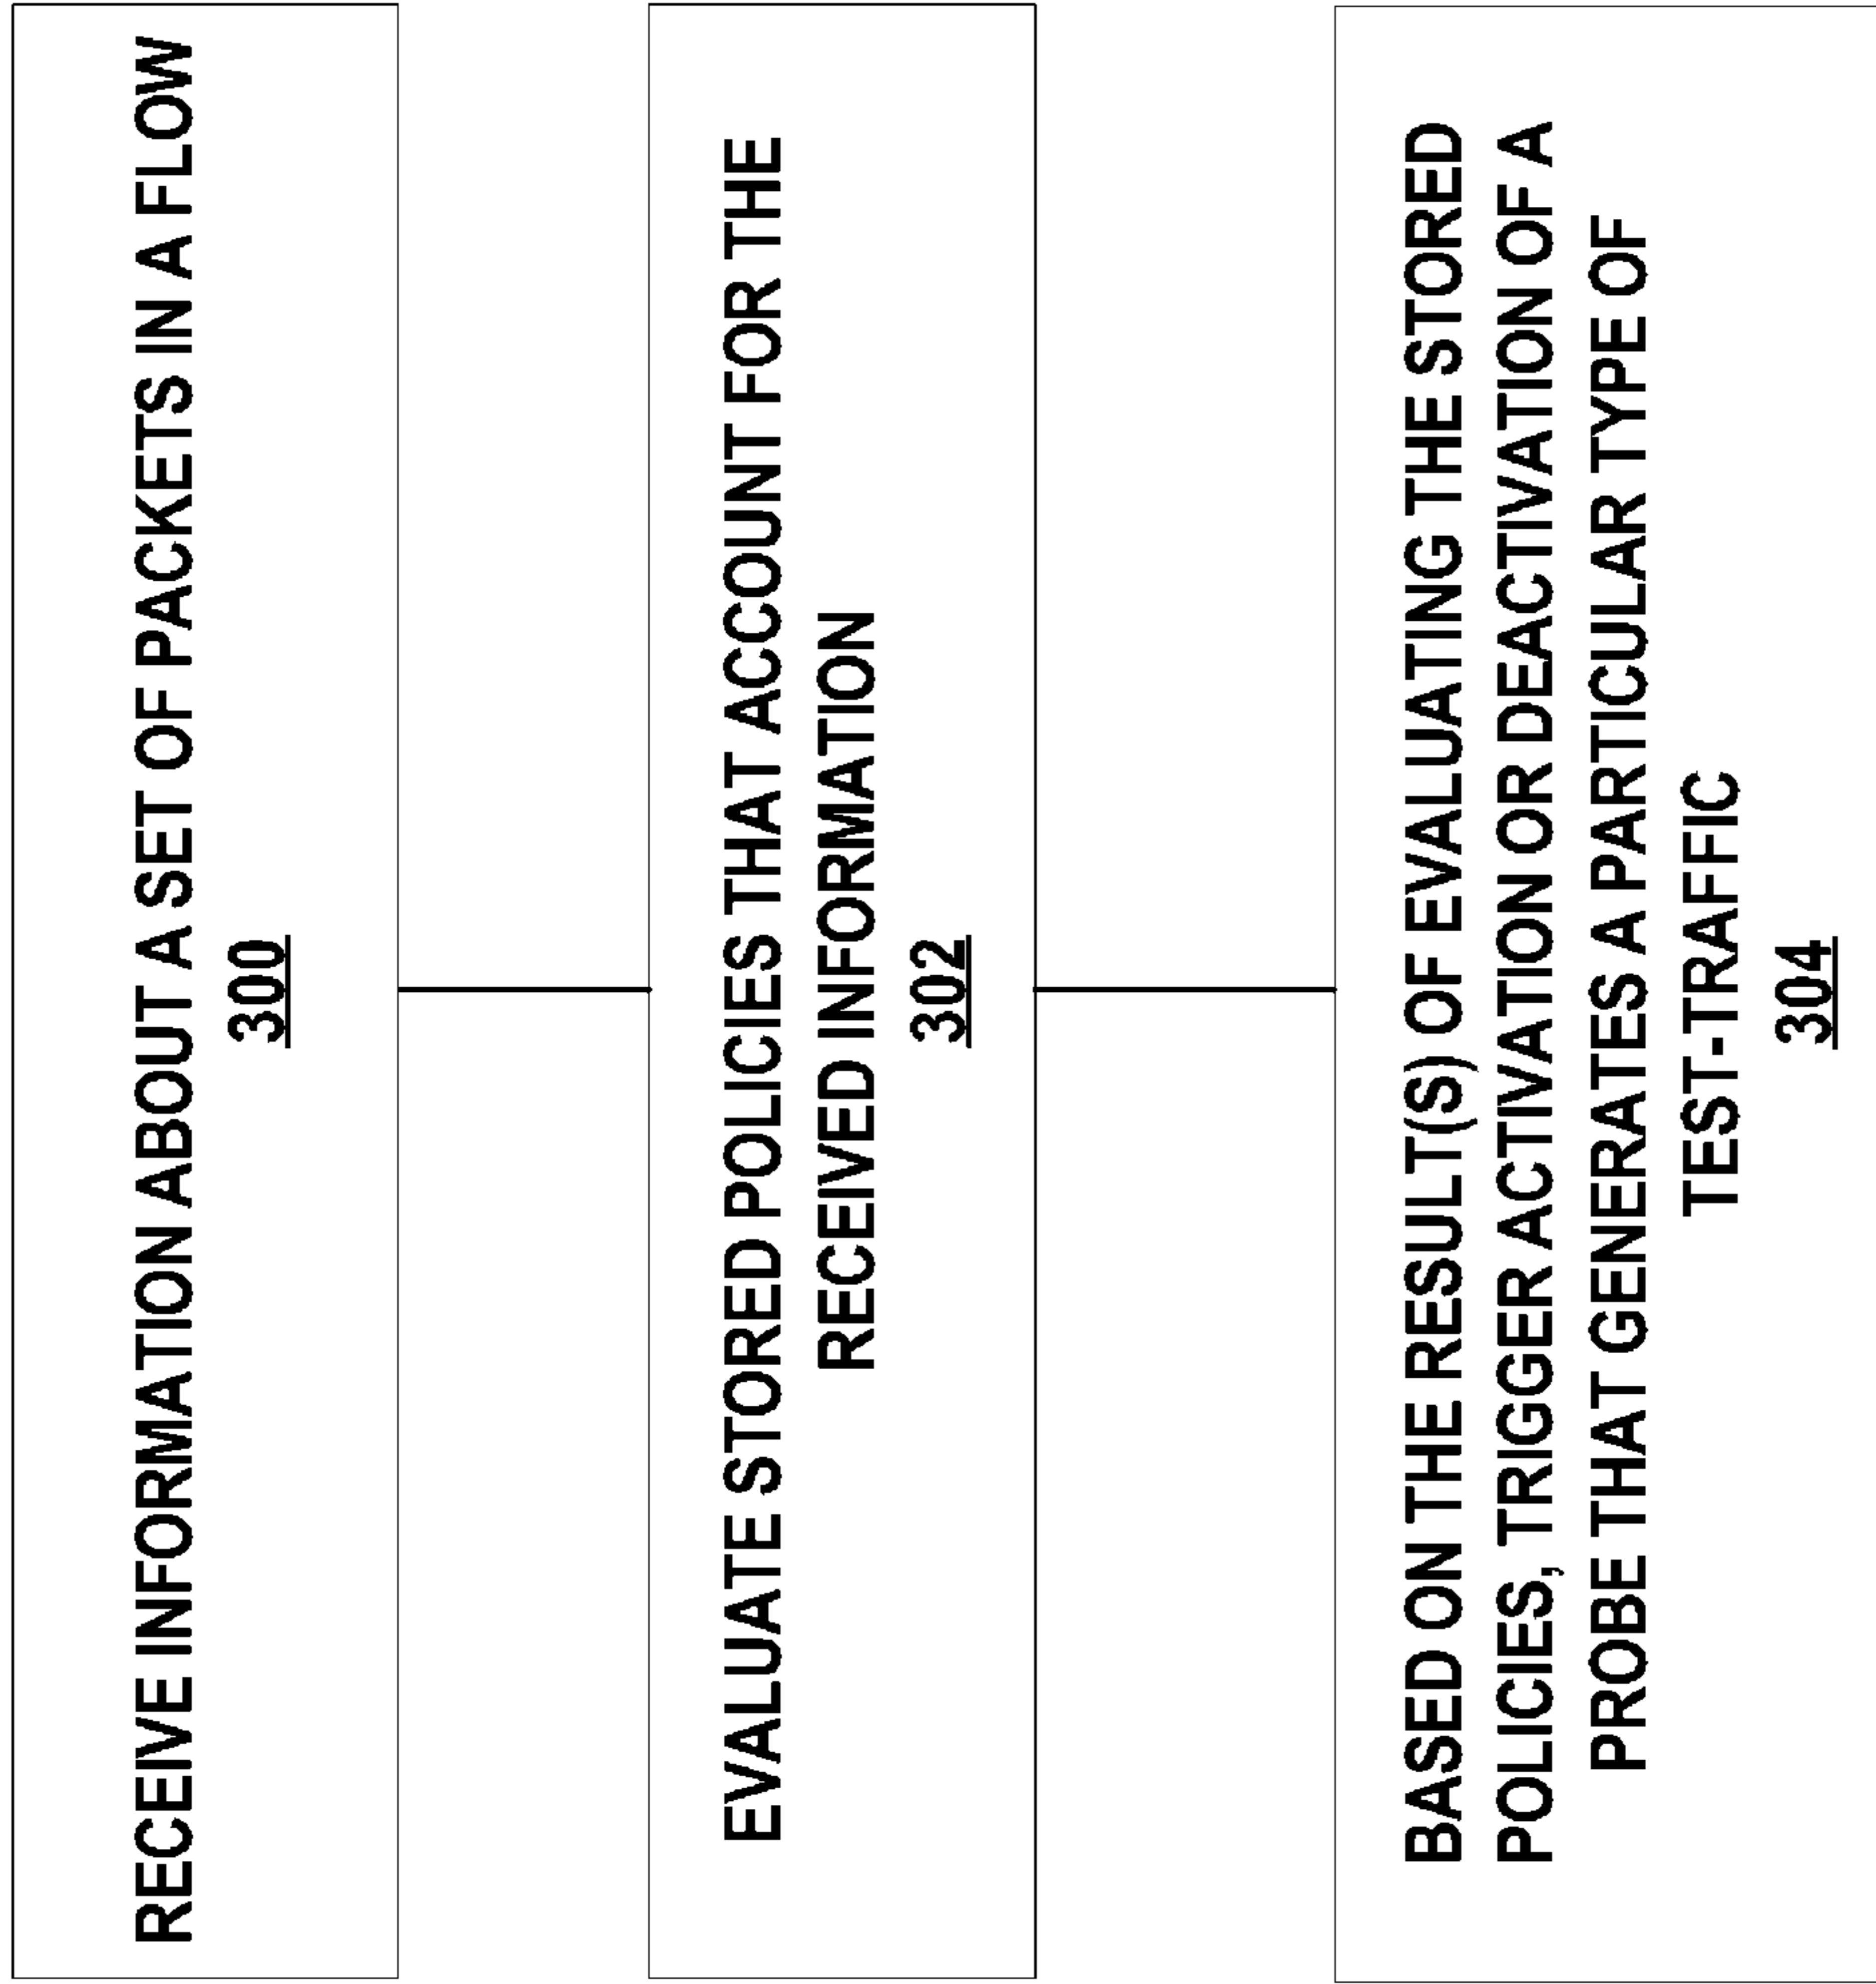 RECEIVE INFORMATION ABOUT A SET OF PACKETS IN A FLOW
300
EVALUATE STORED POLICIES THAT ACCOUNT FOR THE
RECEIVED INFORMATION
302
BASED ON THE RESULT(S) OF EVALUATING THE STORED
POLICIES, TRIGGER ACTIVATION OR DEACTIVATION OF A
PROBE THAT GENERATES A PARTICULAR TYPE OF
TEST-TRAFFIC
304